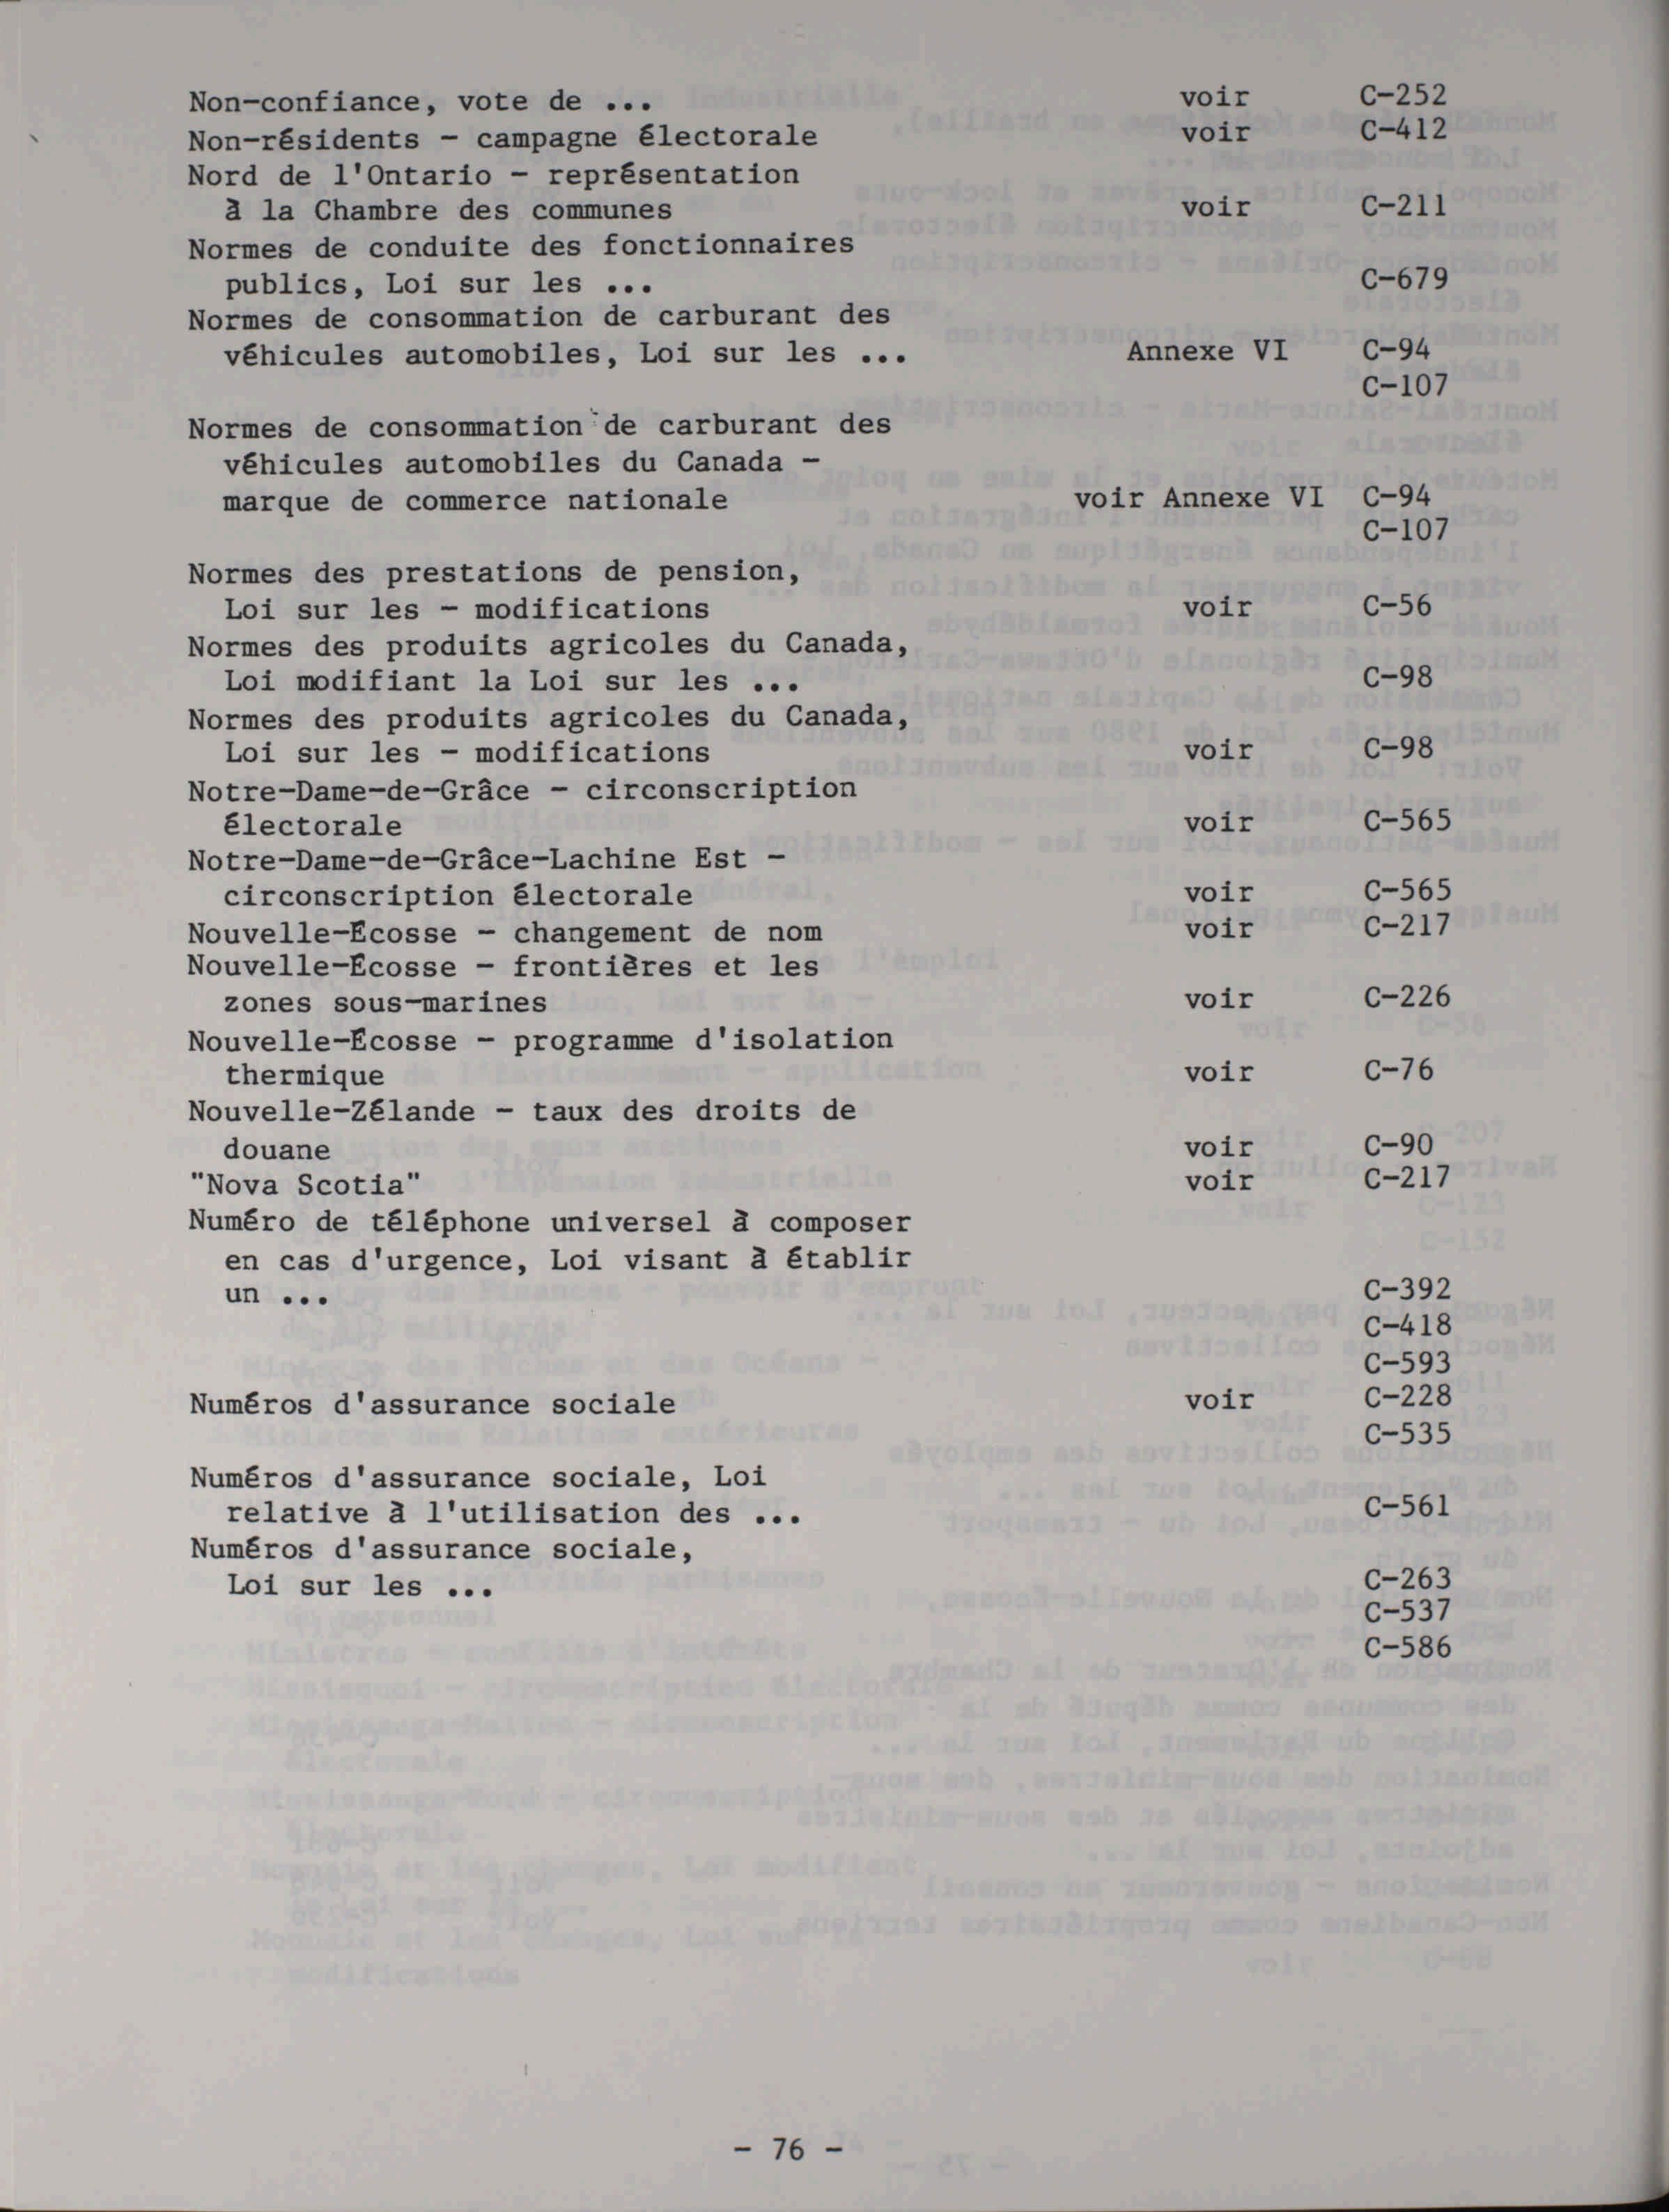 Non-confiance, vote de ... voir C-252
Non-résidents - campagne électorale voir C-412
Nord de l'Ontario - représentation
à la Chambre des communes voir C-211
Normes de conduite des fonctionnaires
publics, Loi sur les ... C-679
Normes de consommation de carburant des
véhicules automobiles, Loi sur les ... Annexe VI C-94
C-107
Normes de consommation de carburant des
véhicules automobiles du Canada -
marque de commerce nationale voir Annexe VI C-94
C-107
Normes des prestations de pension,
Loi sur les - modifications voir C-56
Normes des produits agricoles du Canada,
Loi modifiant la Loi sur les ... C-98
Normes des produits agricoles du Canada,
Loi sur les - modifications voir C-98
Notre-Dame-de-Grâce - circonscription
électorale voir C-565
Notre-Dame-de-Grâce-Lachine Est -
circonscription électorale voir C-565
Nouvelle-Écosse - changement de nom voir C-217
Nouvelle-Écosse - frontières et les
zones sous-marines voir C-226
Nouvelle-Écosse - programme d'isolation
thermique voir C-76
Nouvelle-Zélande - taux des droits de
douane voir C-90
"Nova Scotia" voir C-217
Numéro de téléphone universel à composer
en cas d'urgence, Loi visant à établir
un ... C-392
C-418
C-593
Numéros d'assurance sociale voir C-228
C-535
Numéros d'assurance sociale, Loi
relative à l'utilisation des ... C-561
Numéros d'assurance sociale,
Loi sur les ... C-263
C-537
C-586
- 76 -